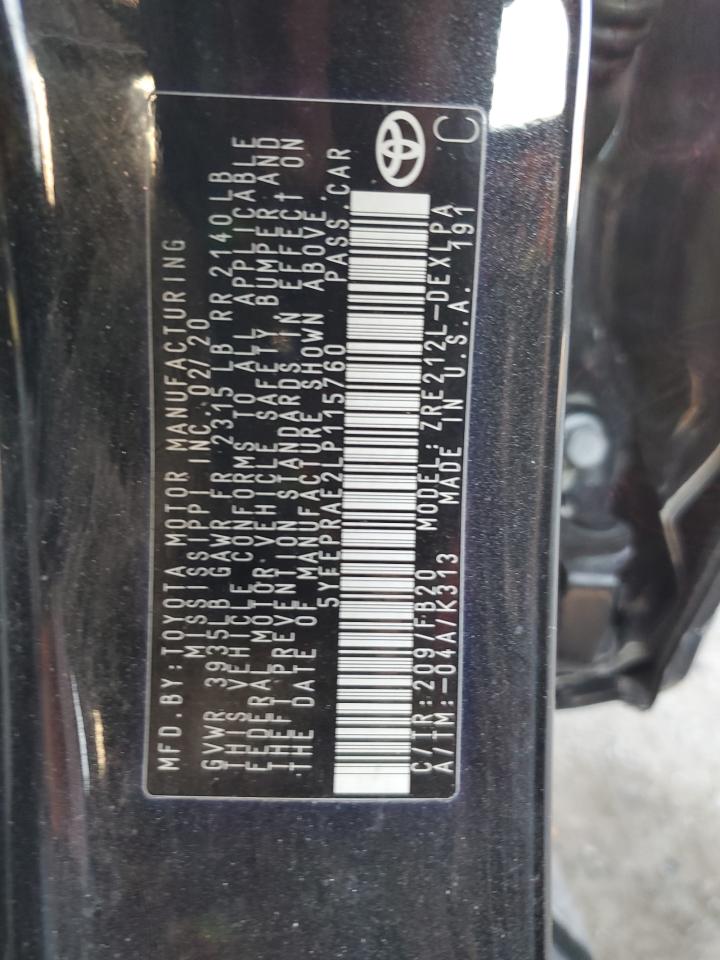 MFD.BY:TOYOTA MOTOR MANUFACTURING
MISSISSIPPI INC. 02/20
GVWR 3935LB GAWR FR 2315LB RR 2140LB
THIS VEHICLE CONFORMS TO ALL APPLICABLE
FEDERAL MOTOR VEHICLE SAFETY, BUMPER AND
THEFT PREVENTION STANDARDS IN EFFECT ON
THE DATE OF MANUFACTURE SHOWN ABOVE.
5YFEPRAE2LP115760 PASS.CAR
C/TR:209/FB20 MODEL:ZRE212L-DEXLPA
A/TM:-04A/K313 MADE IN U.S.A. 191
C